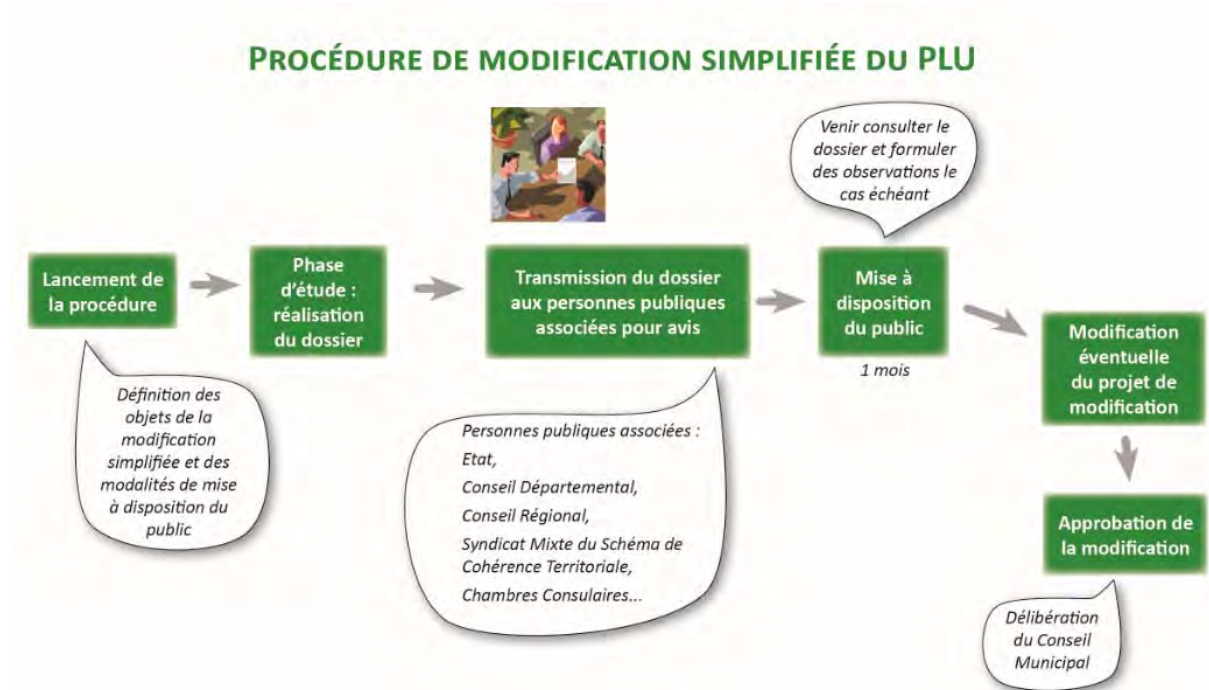 PROCÉDURE DE MODIFICATION SIMPLIFIÉE DU PLU
Venir consulter le
dossier et formuler
des observations le
cas échéant
Lancement de
la procédure
Phase
d'étude :
réalisation
du dossier
Transmission du dossier
aux personnes publiques
associées pour avis
Mise à
disposition
du public
1 mois
Modification
éventuelle
du projet de
modification
Définition des
objets de la
modification
simplifiée et des
modalités de mise
à disposition du
public
Personnes publiques associées :
Etat,
Conseil Départemental,
Conseil Régional,
Syndicat Mixte du Schéma de
Cohérence Territoriale,
Chambres Consulaires...
Approbation de
la modification
Délibération
du Conseil
Municipal